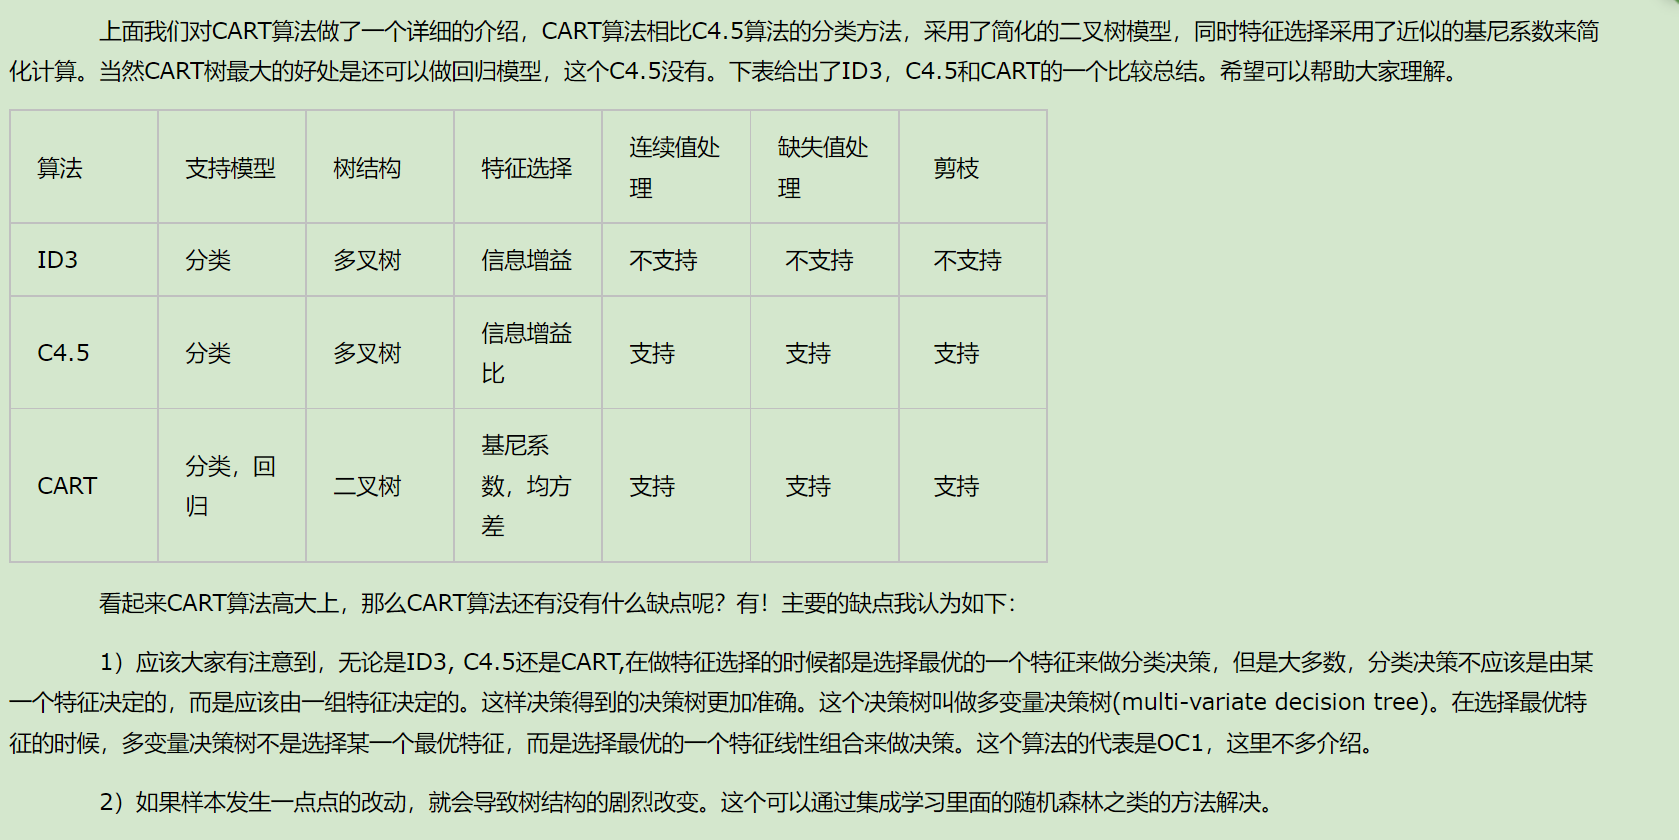 上面我们对CART算法做了一个详细的介绍，CART算法相比C4.5算法的分类方法，采用了简化的二叉树模型，同时特征选择采用了近似的基尼系数来简
化计算。当然CART树最大的好处是还可以做回归模型，这个C4.5没有。下表给出了ID3，C4.5和CART的一个比较总结。希望可以帮助大家理解。
算法 支持模型 树结构 特征选择 连续值处理 缺失值处理 剪枝
ID3 分类 多叉树 信息增益 不支持 不支持 不支持
C4.5 分类 多叉树 信息增益比 支持 支持 支持
CART 分类，回归 二叉树 基尼系数，均方差 支持 支持 支持
看起来CART算法高大上，那么CART算法还有没有什么缺点呢？有！主要的缺点我认为如下：
1）应该大家有注意到，无论是ID3, C4.5还是CART,在做特征选择的时候都是选择最优的一个特征来做分类决策，但是大多数，分类决策不应该是由某
一个特征决定的，而是应该由一组特征决定的。这样决策得到的决策树更加准确。这个决策树叫做多变量决策树(multi-variate decision tree)。在选择最优特
征的时候，多变量决策树不是选择某一个最优特征，而是选择最优的一个特征线性组合来做决策。这个算法的代表是OC1，这里不多介绍。
2）如果样本发生一点点的改动，就会导致树结构的剧烈改变。这个可以通过集成学习里面的随机森林之类的方法解决。